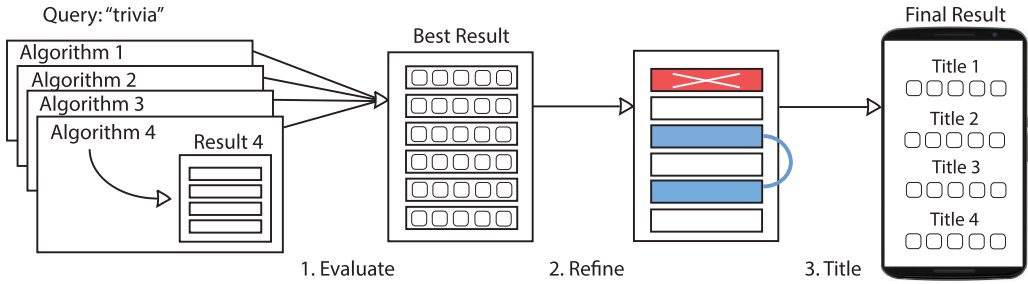 Query: “trivia”
Algorithm 1
Algorithm 2
Algorithm 3
Algorithm 4
Result 4
1. Evaluate
Best Result
2. Refine
3. Title
Final Result
Title 1
Title 2
Title 3
Title 4